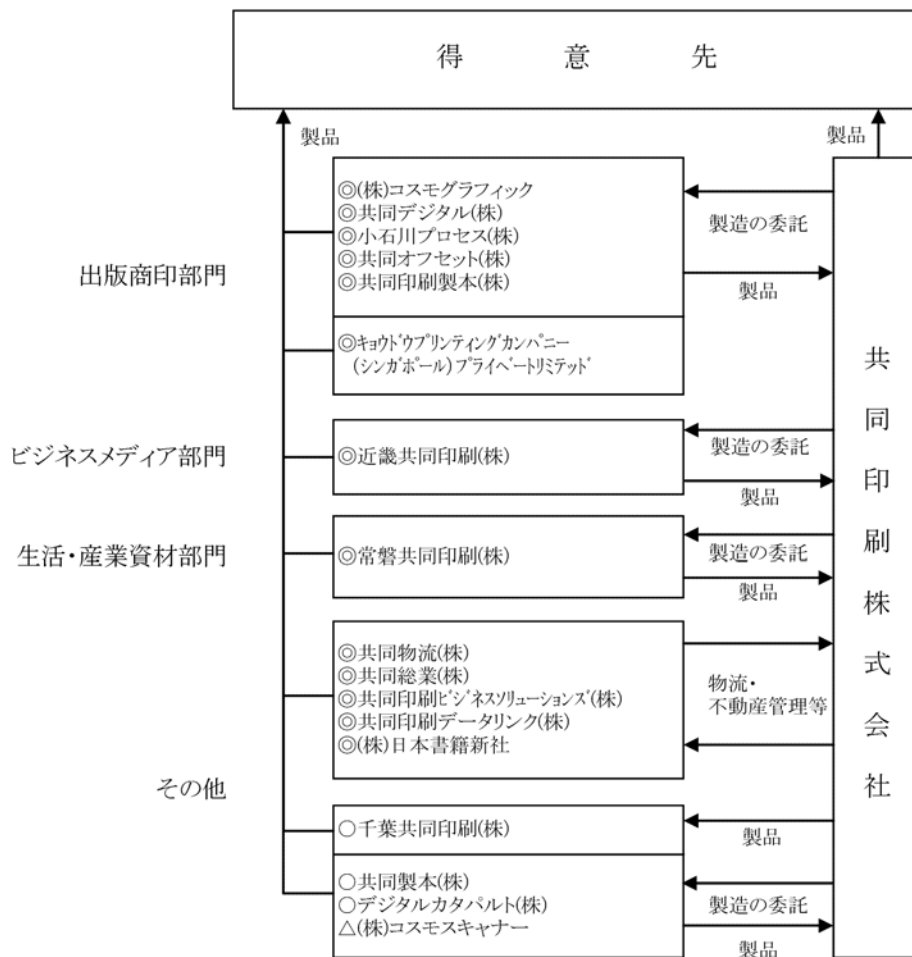 得意先
製品
製品
◎(株)コスモグラフィック
◎共同デジタル(株)
◎小石川プロセス(株)
◎共同オフセット(株)
◎共同印刷製本(株)
製造の委託
製品
出版商印部門
◎キョウドウプリンティングカンパニー
(シンガポール)プライベートリミテッド
共同印刷株式会社
ビジネスメディア部門
◎近畿共同印刷(株)
製造の委託
製品
生活・産業資材部門
◎常磐共同印刷(株)
製造の委託
製品
◎共同物流(株)
◎共同総業(株)
◎共同印刷ビジネスソリューションズ(株)
◎共同印刷データリンク(株)
◎(株)日本書籍新社
物流・
不動産管理等
その他
○千葉共同印刷(株)
製品
○共同製本(株)
○デジタルカタパルト(株)
△(株)コスモスキャナー
製造の委託
製品